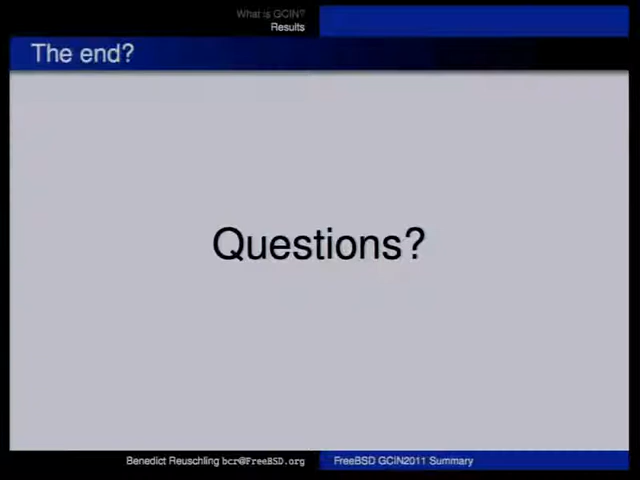 What is GCIN?
Results
The end?
Questions?
Benedict Reuschling bcr@FreeBSD.org
FreeBSD GCIN2011 Summary